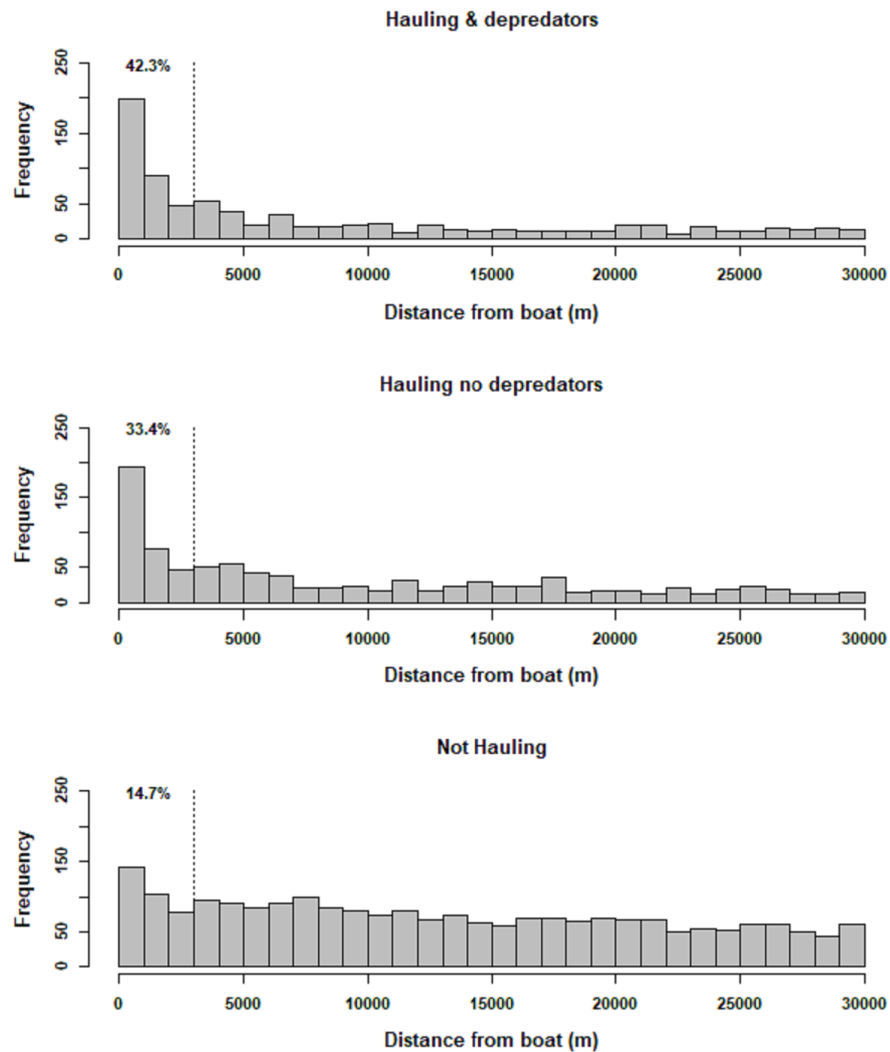 Hauling & depredators
42.3%
Frequency
0 50 150 250
0 5000 10000 15000 20000 25000 30000
Distance from boat (m)
Hauling no depredators
33.4%
Frequency
0 50 150 250
0 5000 10000 15000 20000 25000 30000
Distance from boat (m)
Not Hauling
14.7%
Frequency
0 50 150 250
0 5000 10000 15000 20000 25000 30000
Distance from boat (m)